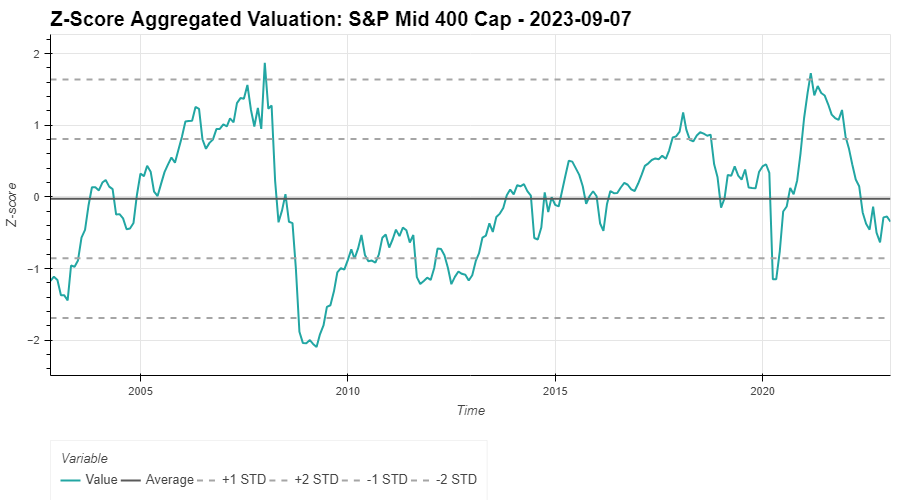 Z-Score Aggregated Valuation: S&P Mid 400 Cap - 2023-09-07
2
1
0
−1
−2
Z-score
2005 2010 2015 2020
Time
Variable
Value Average +1 STD +2 STD -1 STD -2 STD